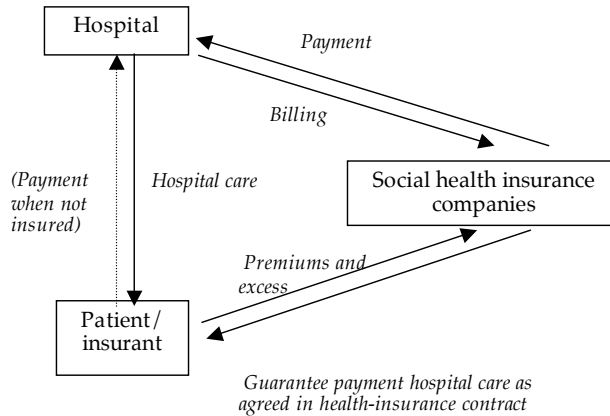 Hospital
Payment
Billing
(Payment
when not
insured)
Hospital care
Social health insurance
companies
Premiums and
excess
Patient/
insurant
Guarantee payment hospital care as
agreed in health-insurance contract